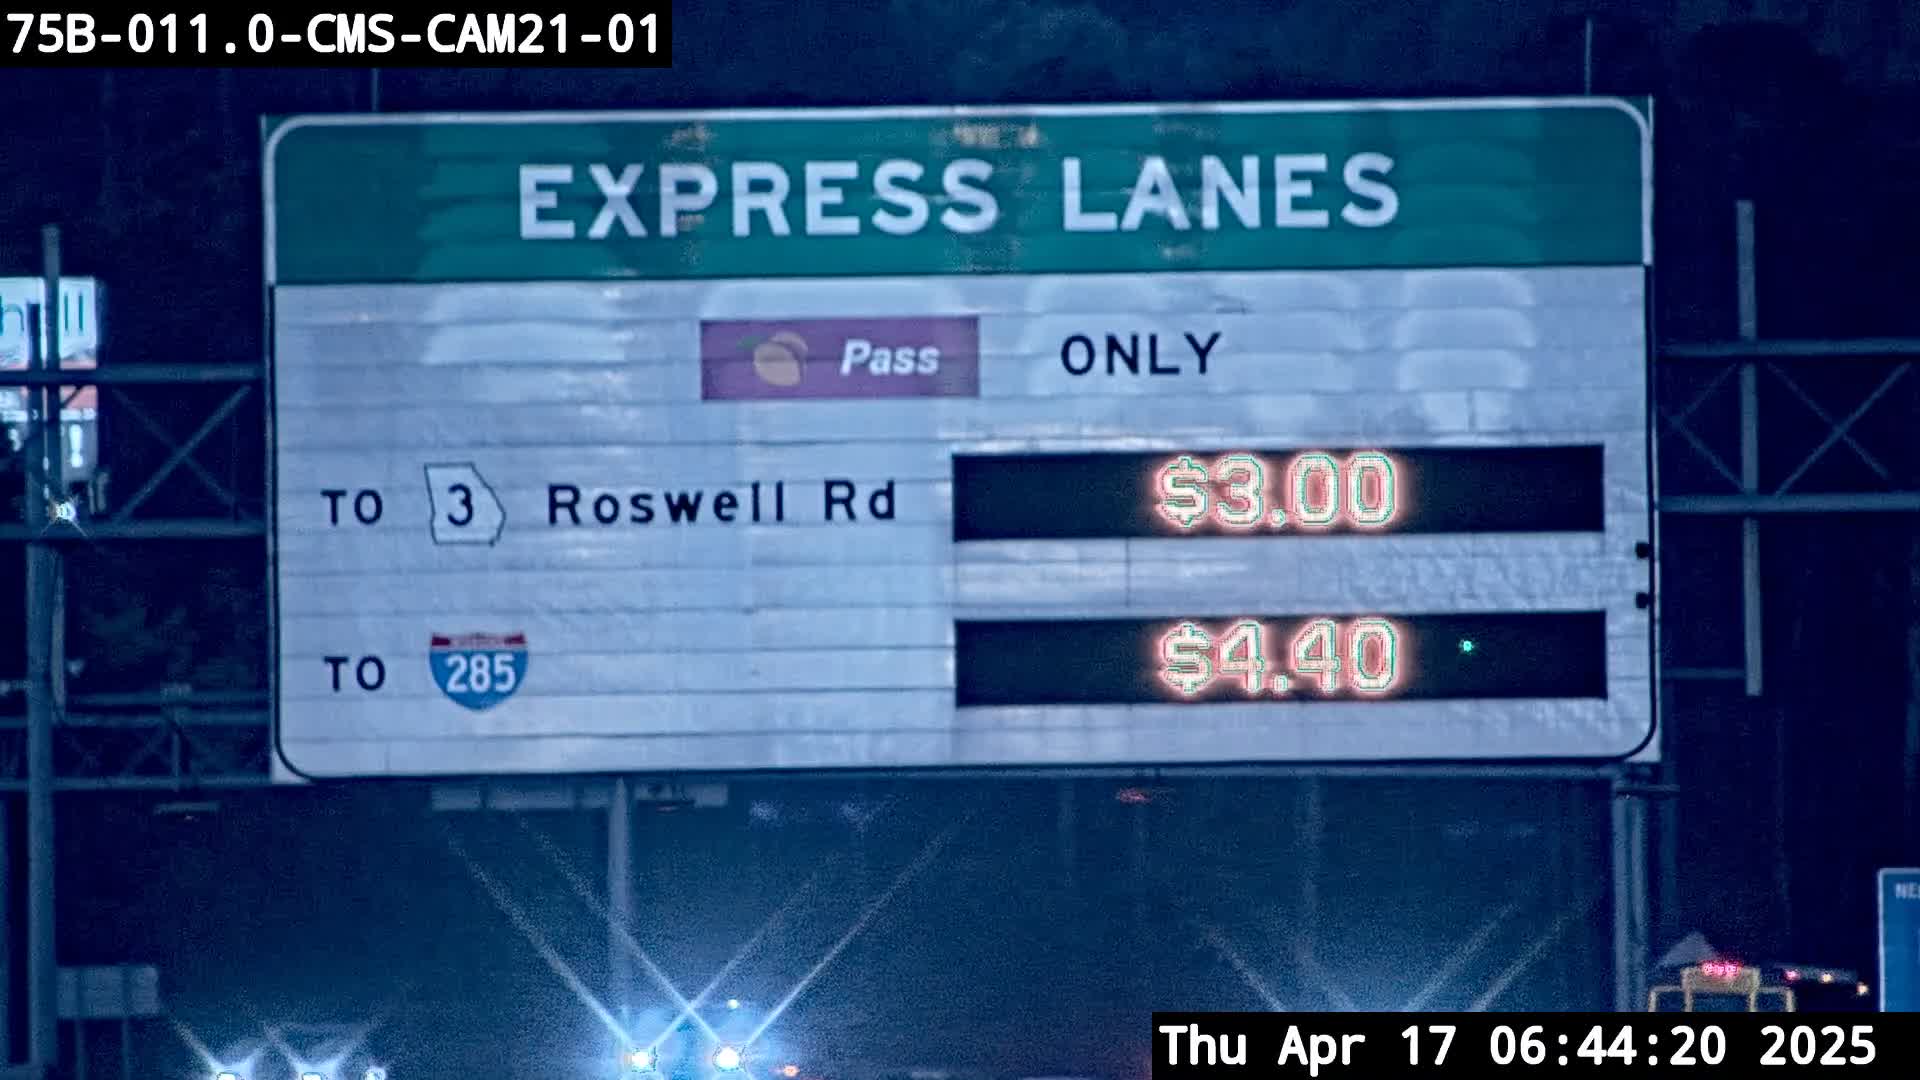 75B-011.0-CMS-CAM21-01
EXPRESS LANES
Pass ONLY
TO 3 Roswell Rd $3.00
TO 285 $4.40
Thu Apr 17 06:44:20 2025